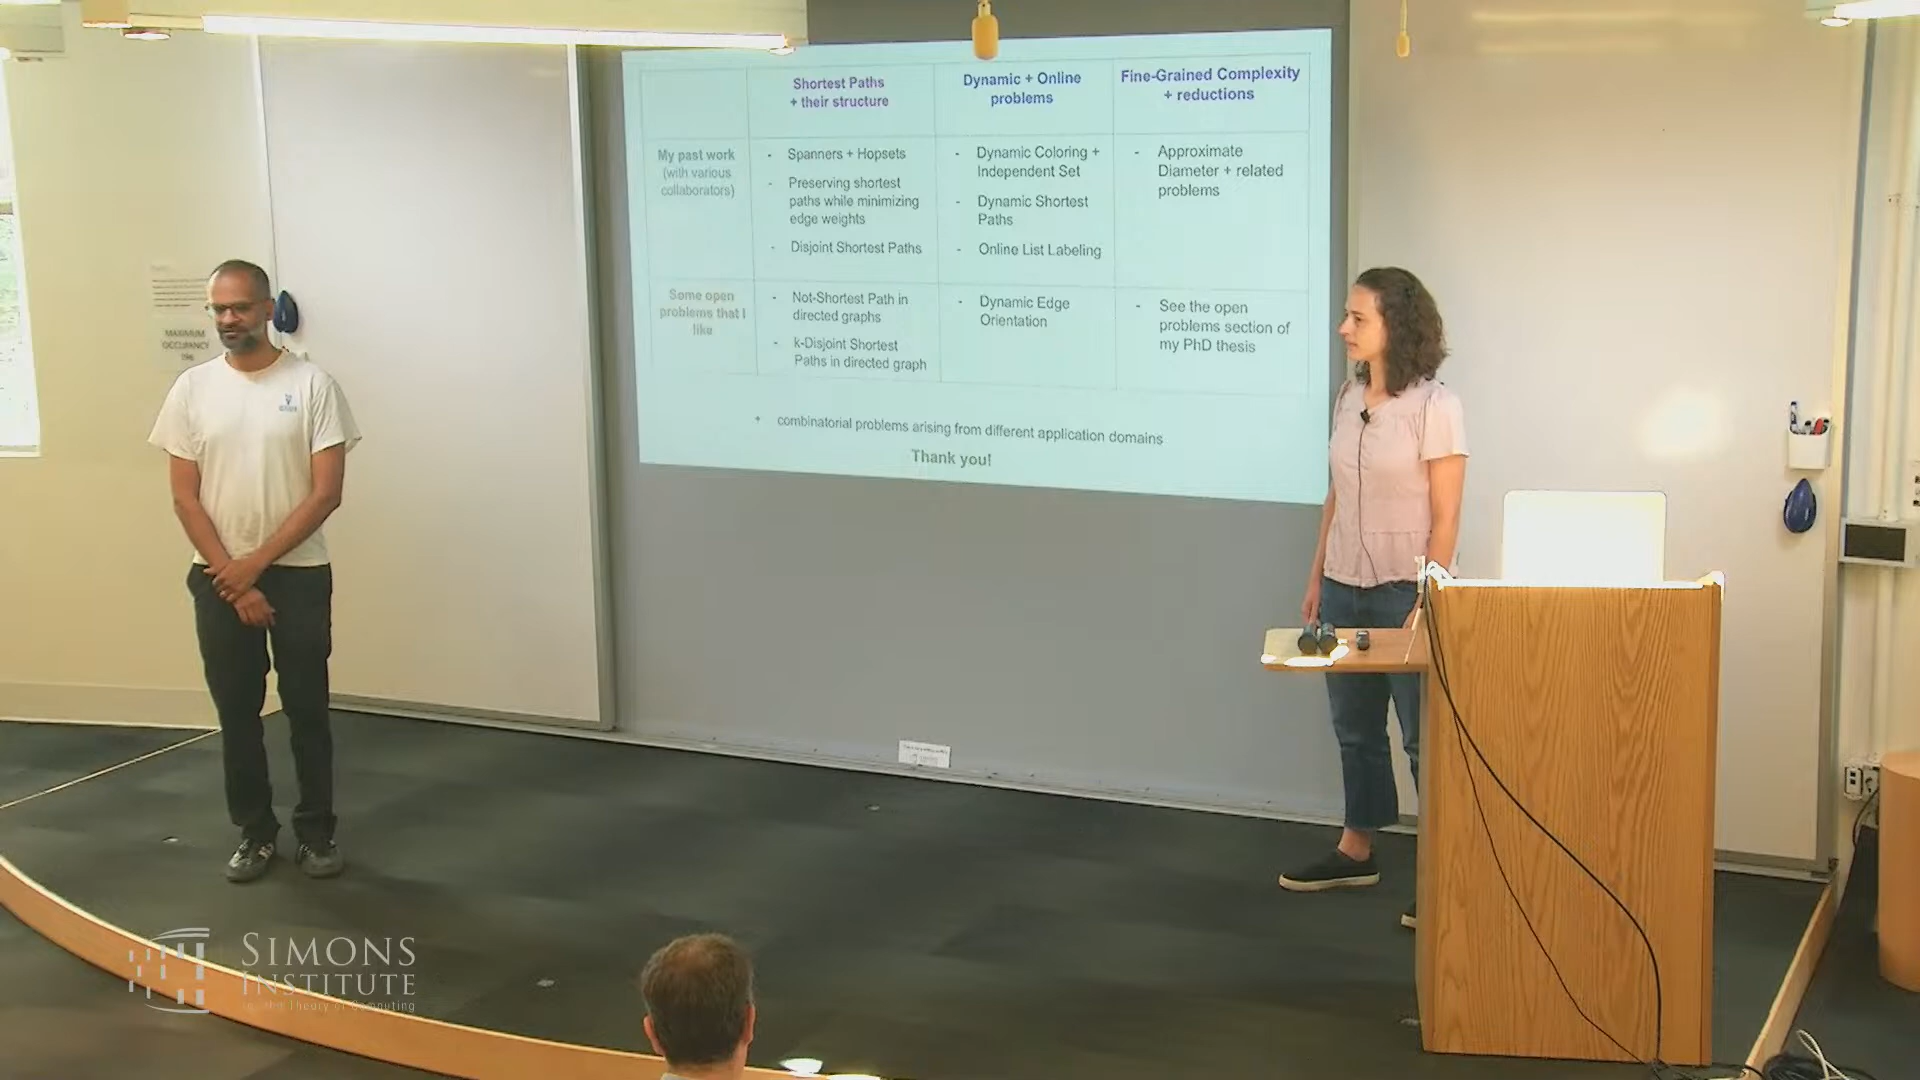 Shortest Paths
+ their structure
Dynamic + Online
problems
Fine-Grained Complexity
+ reductions
My past work
(with various
collaborators)
- Spanners + Hopsets
- Preserving shortest
paths while minimizing
edge weights
- Disjoint Shortest Paths
- Dynamic Coloring +
Independent Set
- Dynamic Shortest
Paths
- Online List Labeling
- Approximate
Diameter + related
problems
Some open
problems that I
like
- Not-Shortest Path in
directed graphs
- k-Disjoint Shortest
Paths in directed graph
- Dynamic Edge
Orientation
- See the open
problems section of
my PhD thesis
+ combinatorial problems arising from different application domains
Thank you!
MAXIMUM
OCCUPANCY
SIMONS
INSTITUTE
for the Theory of Computing